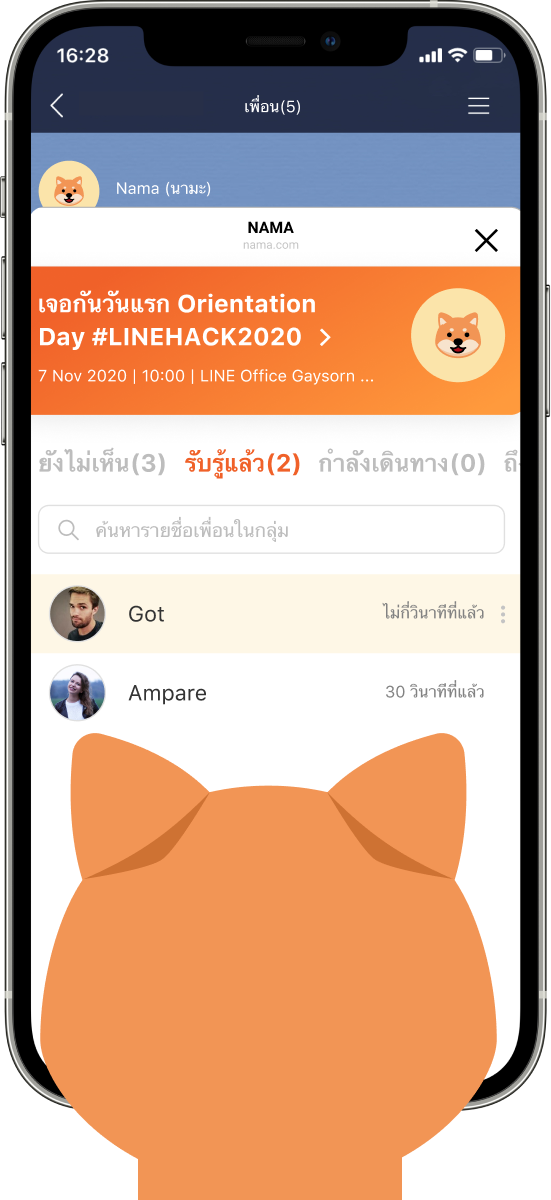 16:28
เพื่อน(5)
Nama (นามะ)
NAMA
nama.com
เจอกันวันแรก Orientation
Day #LINEHACK2020
7 Nov 2020 | 10:00 | LINE Office Gaysorn ...
ยังไม่เห็น(3) รับรู้แล้ว(2) กำลังเดินทาง(0)
ค้นหารายชื่อเพื่อนในกลุ่ม
Got ไม่กี่วินาทีที่แล้ว
Ampare 30 วินาทีที่แล้ว